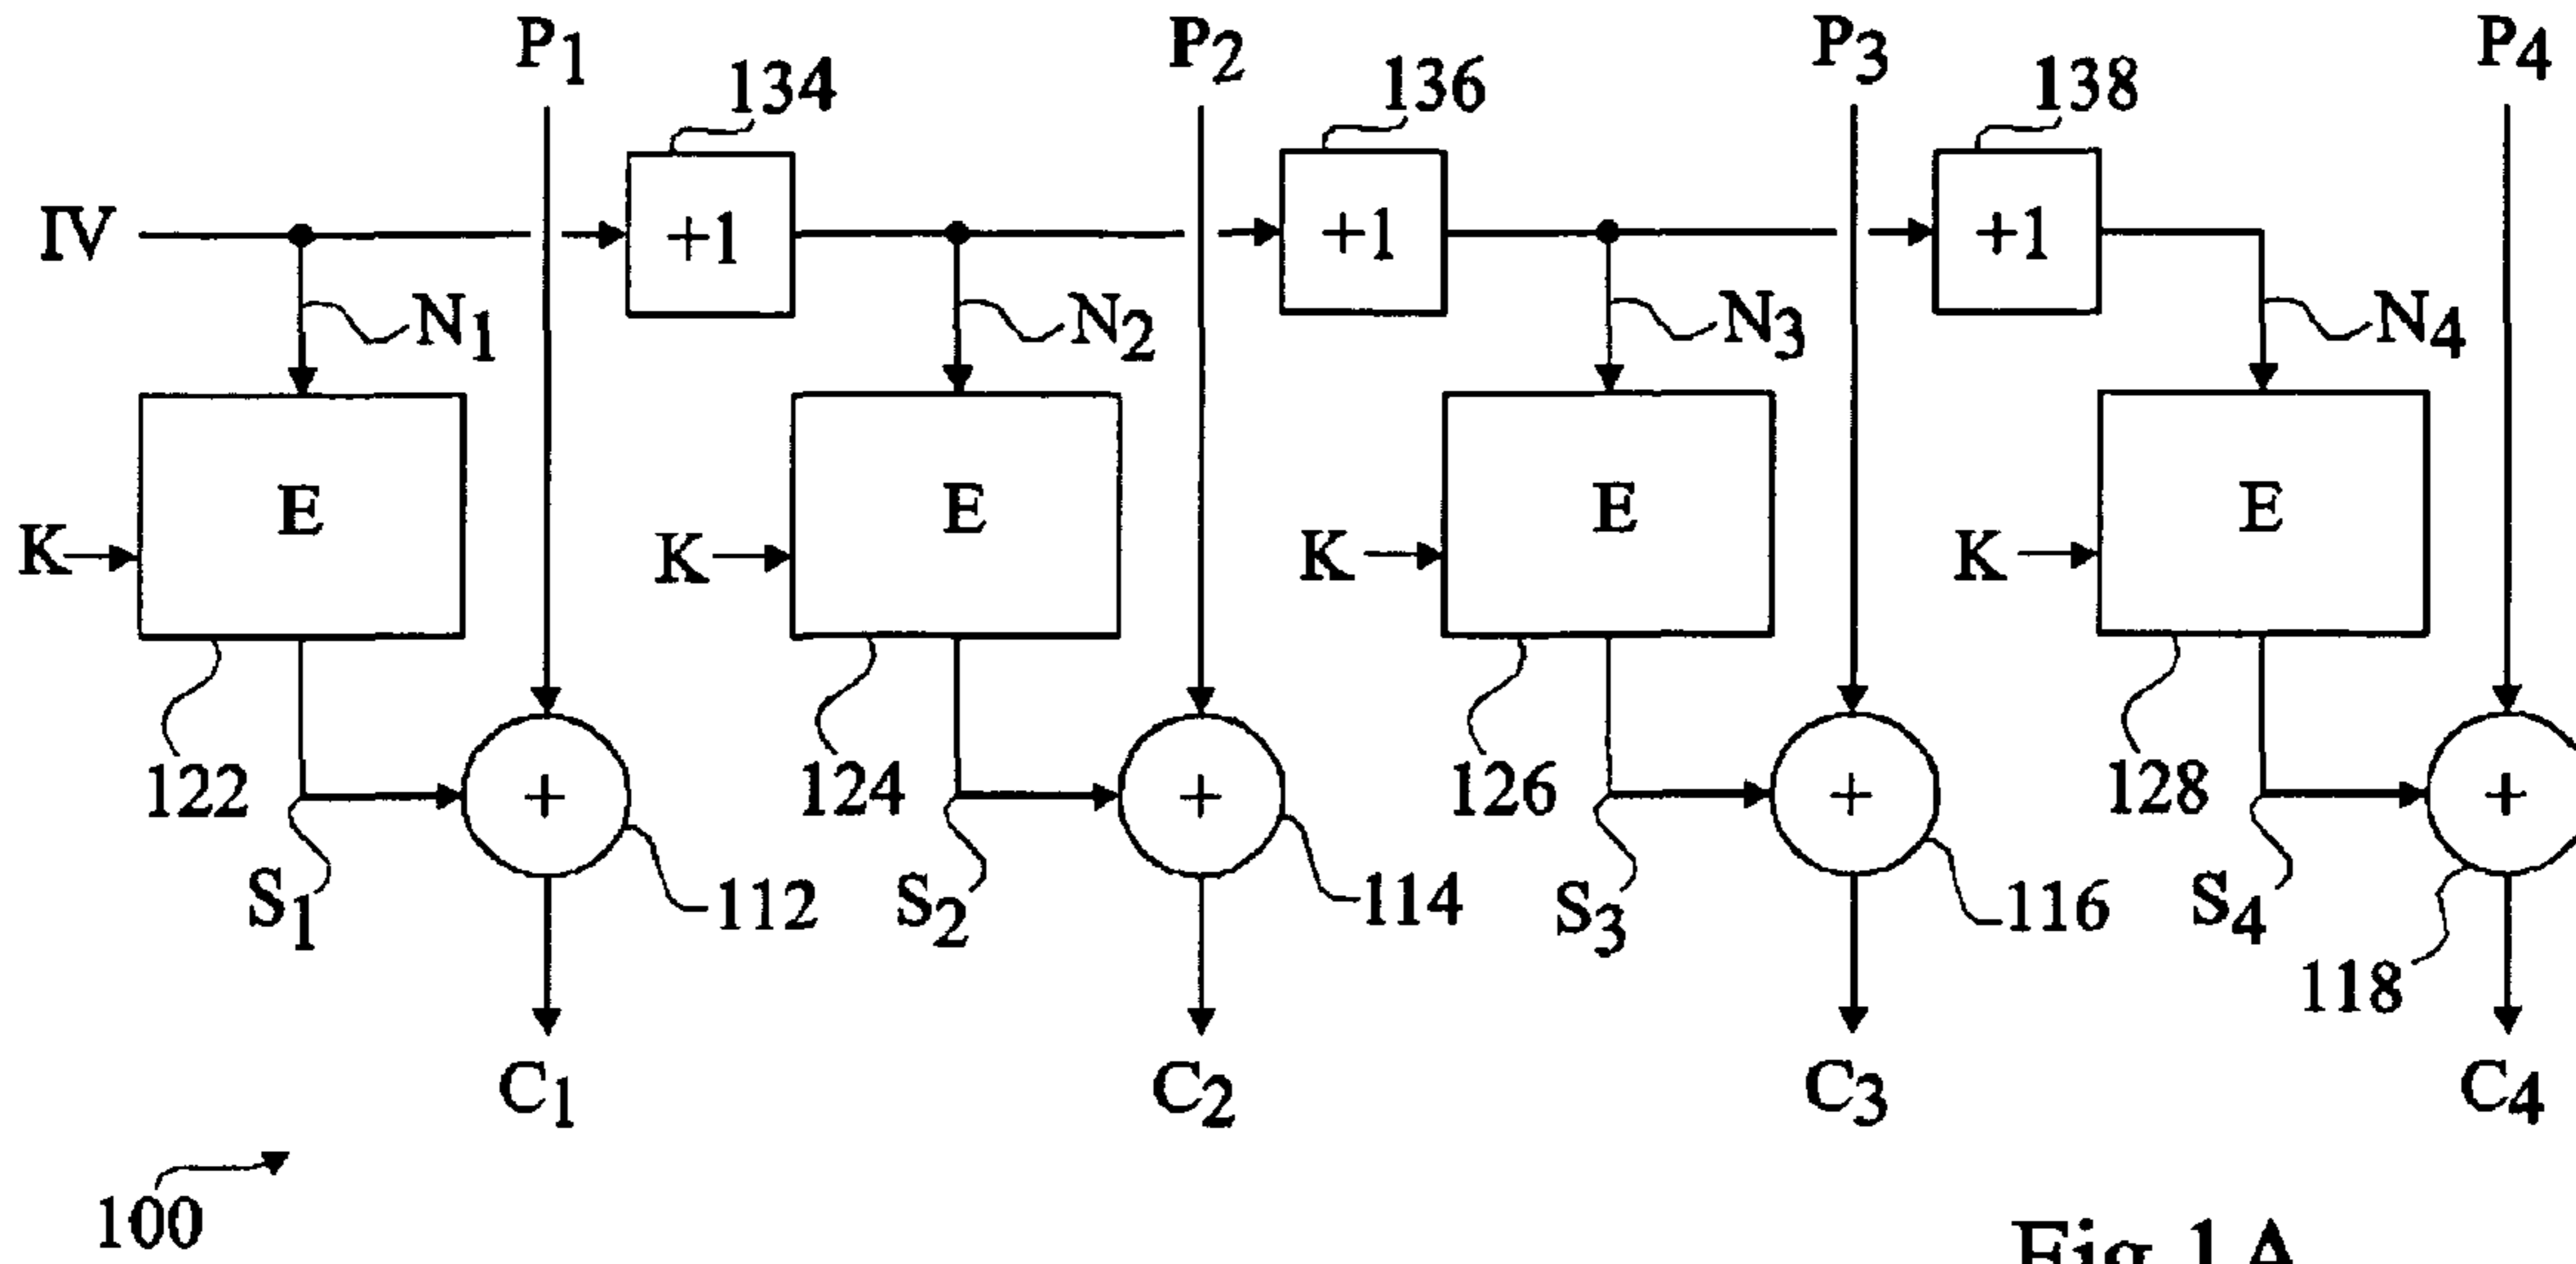 P1 P2 P3 P4
134 136 138
IV +1 +1 +1
N1 N2 N3 N4
E E E E
K K K K
122 + 124 + 126 + 128 +
S1 112 S2 114 S3 116 S4 118
C1 C2 C3 C4
100
Fig 1A